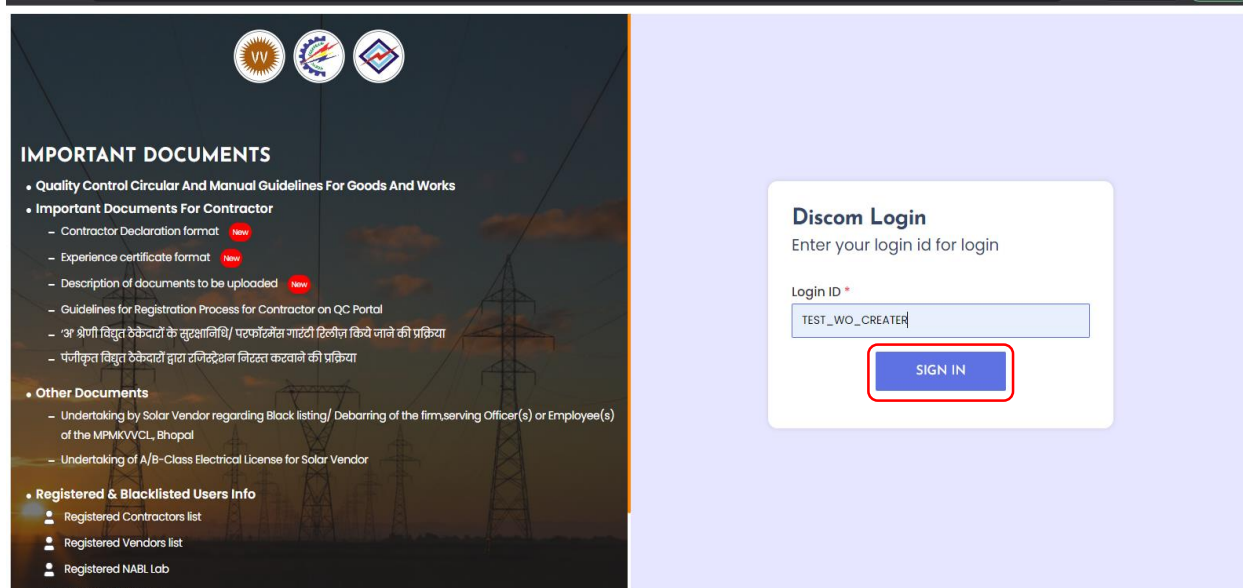 VV
IMPORTANT DOCUMENTS
• Quality Control Circular And Manual Guidelines For Goods And Works
• Important Documents For Contractor
– Contractor Declaration format New
– Experience certificate format New
– Description of documents to be uploaded New
– Guidelines for Registration Process for Contractor on QC Portal
– 'अ' श्रेणी विद्युत ठेकेदारों के सुरक्षानिधि/ परफॉरमेंस गारंटी रिलीज़ किये जाने की प्रक्रिया
– पंजीकृत विद्युत ठेकेदारों द्वारा रजिस्ट्रेशन निरस्त करवाने की प्रक्रिया
• Other Documents
– Undertaking by Solar Vendor regarding Black listing/ Debarring of the firm,serving Officer(s) or Employee(s)
of the MPMKVVCL, Bhopal
– Undertaking of A/B-Class Electrical License for Solar Vendor
• Registered & Blacklisted Users Info
Registered Contractors list
Registered Vendors list
Registered NABL Lab
Discom Login
Enter your login id for login
Login ID *
TEST_WO_CREATER
SIGN IN